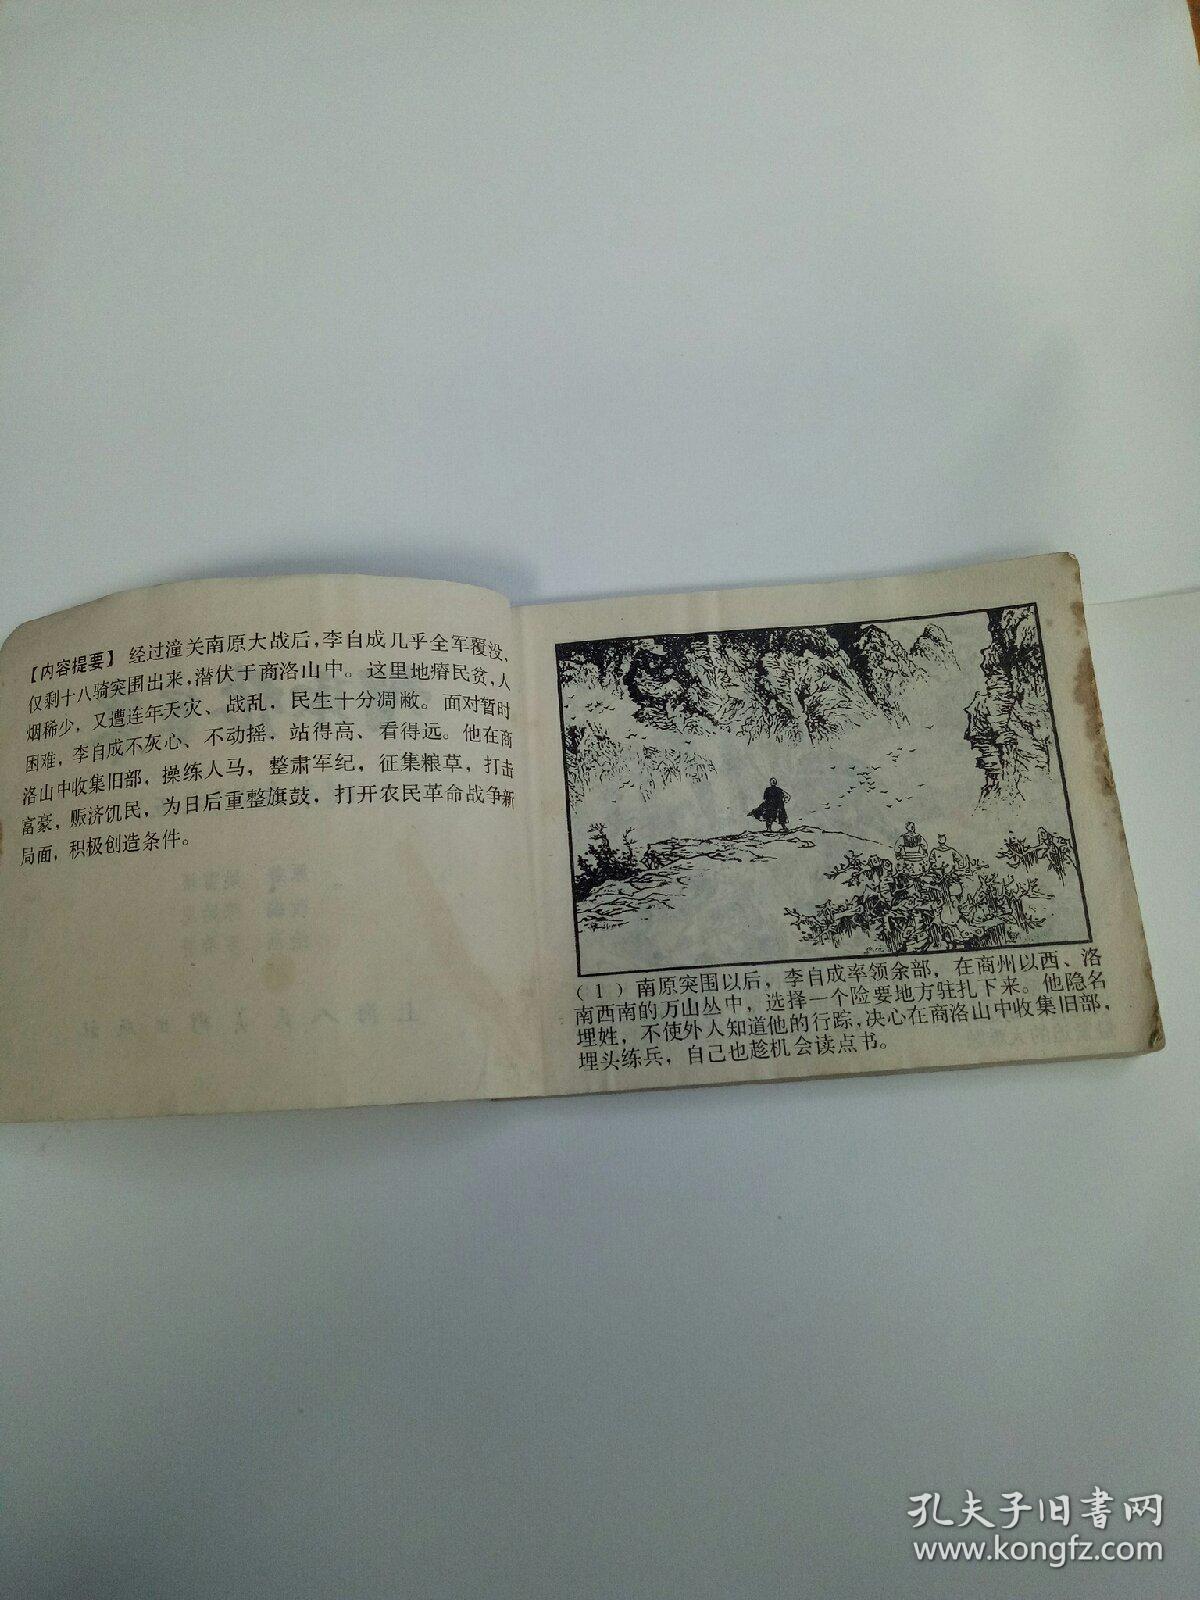 【内容提要】 经过潼关南原大战后，李自成几乎全军覆没，
仅剩十八骑突围出来，潜伏于商洛山中。这里地瘠民贫，人
烟稀少，又遭连年天灾、战乱，民生十分凋敝。面对暂时
困难，李自成不灰心、不动摇，站得高、看得远。他在商
洛山中收集旧部，操练人马，整肃军纪，征集粮草，打击
富豪，赈济饥民，为日后重整旗鼓，打开农民革命战争新
局面，积极创造条件。
(1) 南原突围以后，李自成率领余部，在商州以西、洛
南西南的万山丛中，选择一个险要地方驻扎下来。他隐名
埋姓，不使外人知道他的行踪，决心在商洛山中收集旧部，
埋头练兵，自己也趁机会读点书。
孔夫子旧书网
www.kongfz.com